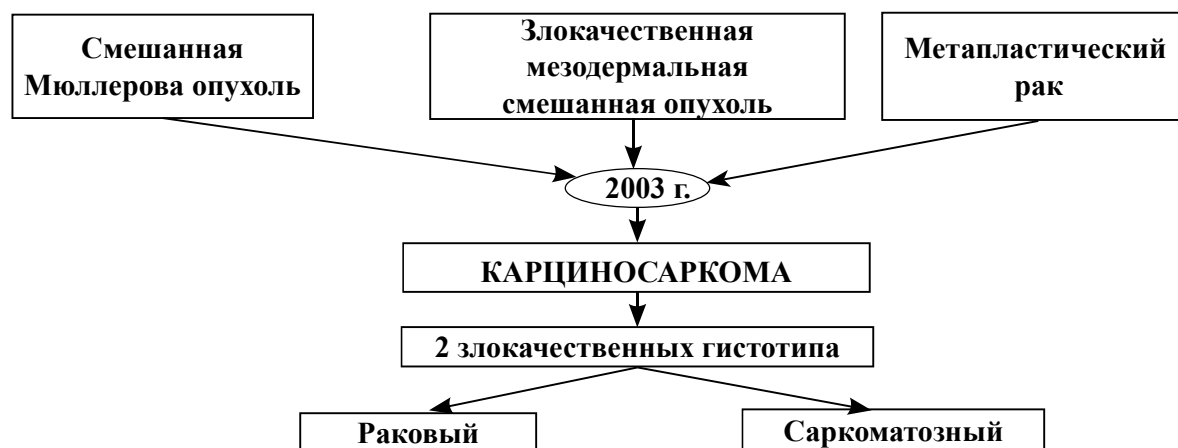 Смешанная
Мюллерова опухоль
Злокачественная
мезодермальная
смешанная опухоль
Метапластический
рак
2003 г.
КАРЦИНОСАРКОМА
2 злокачественных гистотипа
Раковый
Саркоматозный